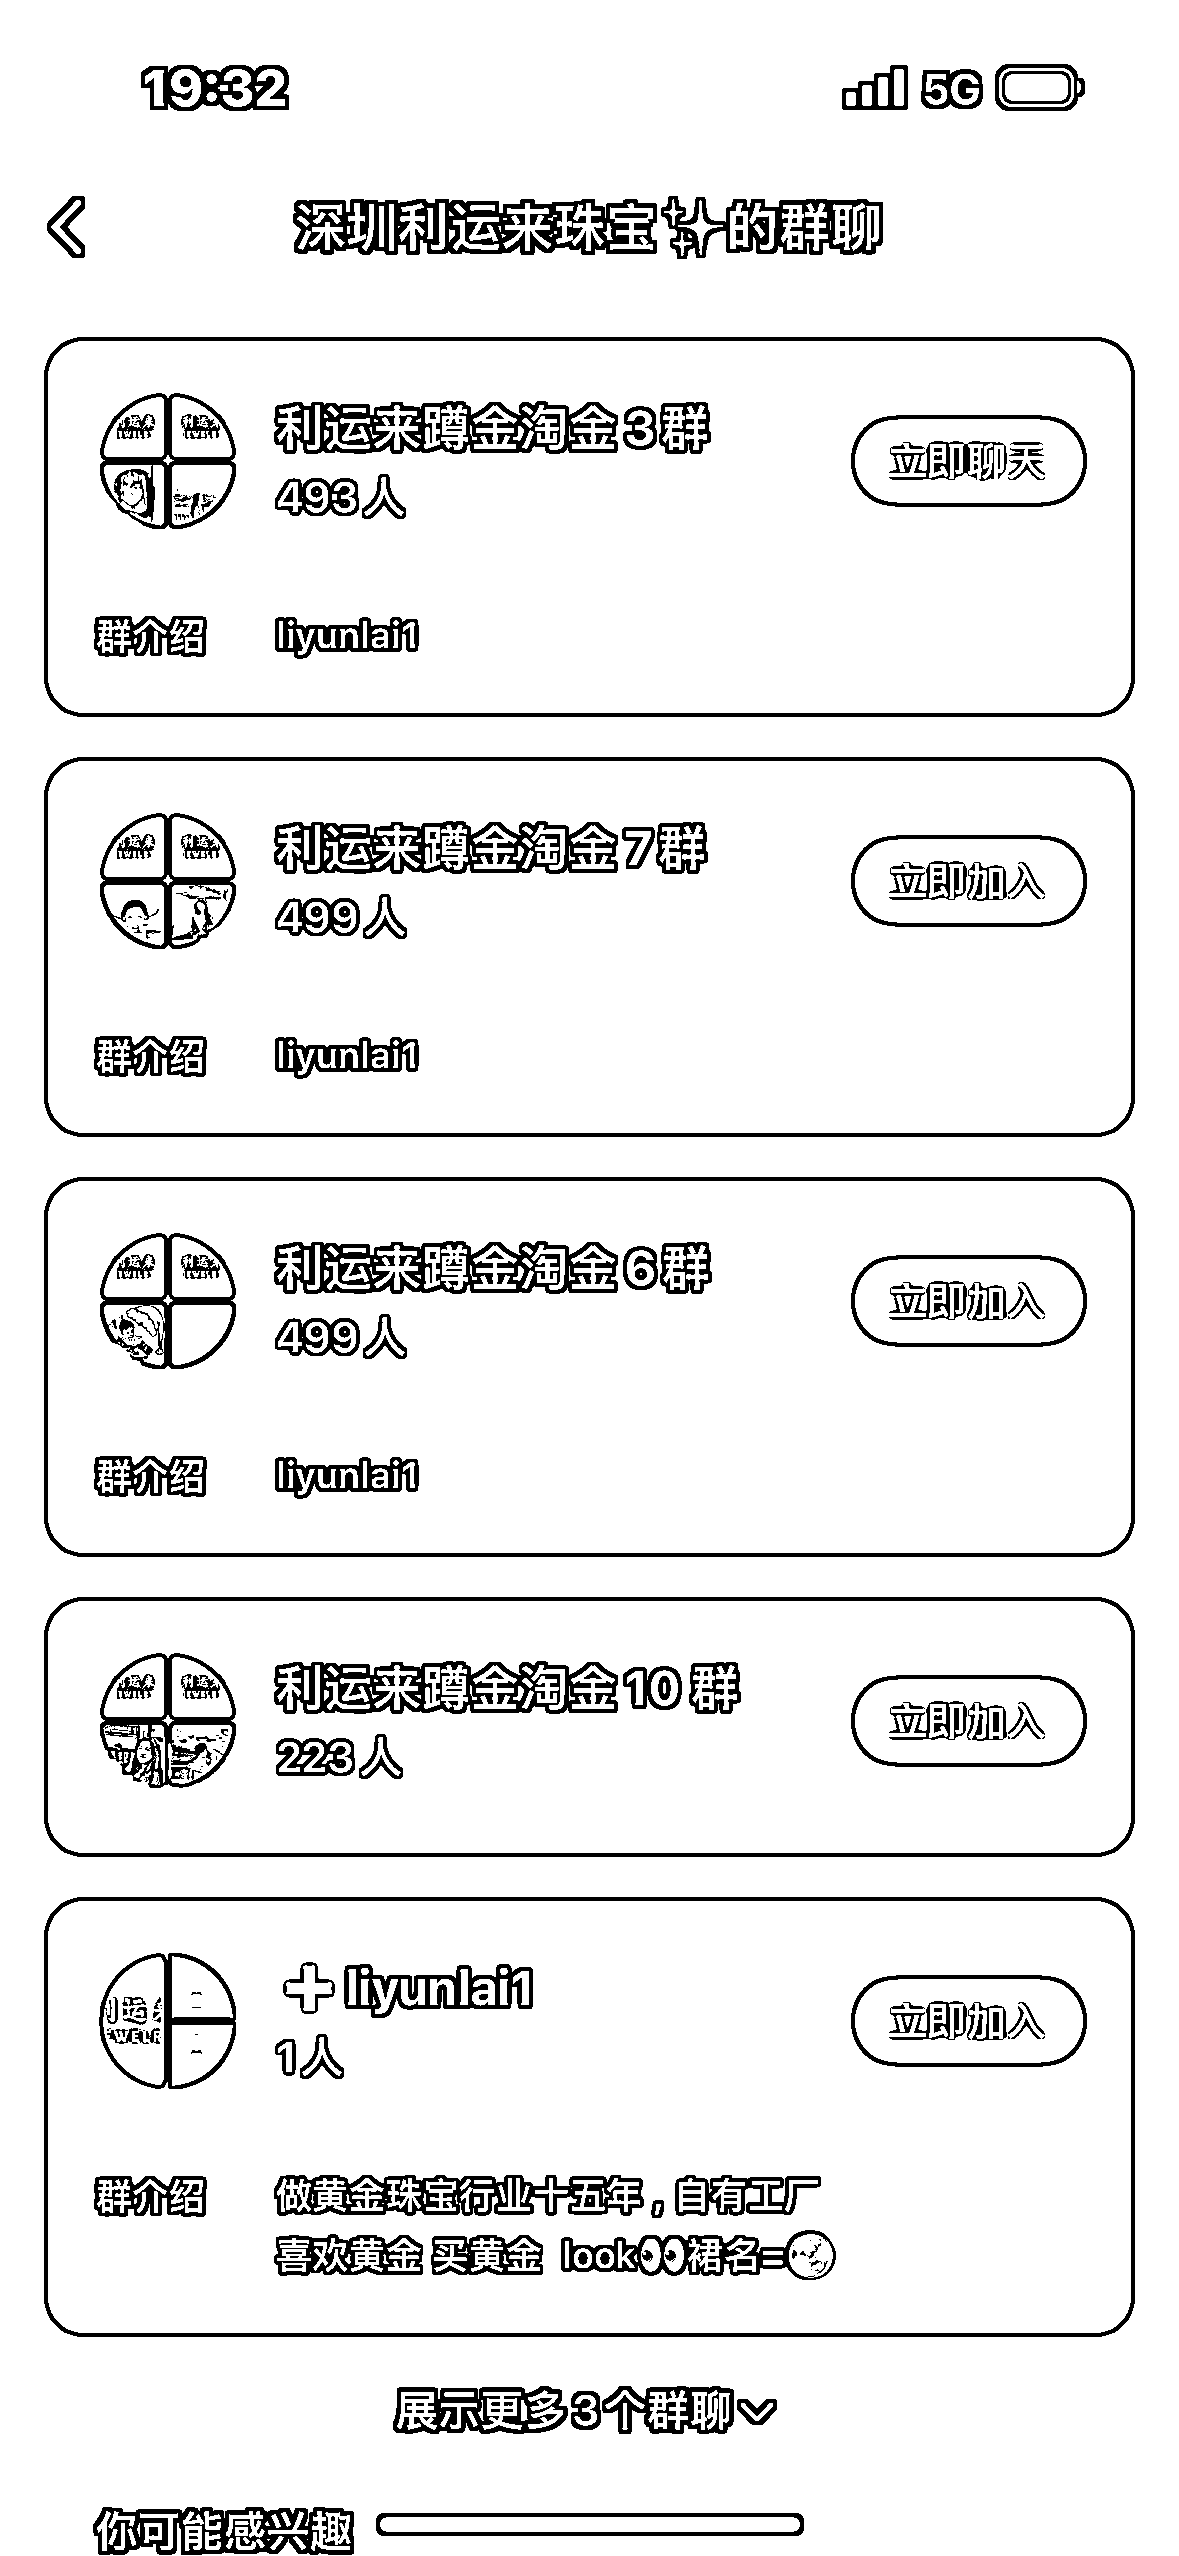 19:32 5G
深圳利运来珠宝✨的群聊
利运来蹲金淘金3群
立即聊天
493人
群介绍 liyunlai1
利运来蹲金淘金7群
立即加入
499人
群介绍 liyunlai1
利运来蹲金淘金6群
立即加入
499人
群介绍 liyunlai1
利运来蹲金淘金10 群
立即加入
223人
➕liyunlai1
立即加入
1人
群介绍 做黄金珠宝行业十五年,自有工厂
喜欢黄金 买黄金 look👀裙名=🌕
展示更多3个群聊
你可能感兴趣